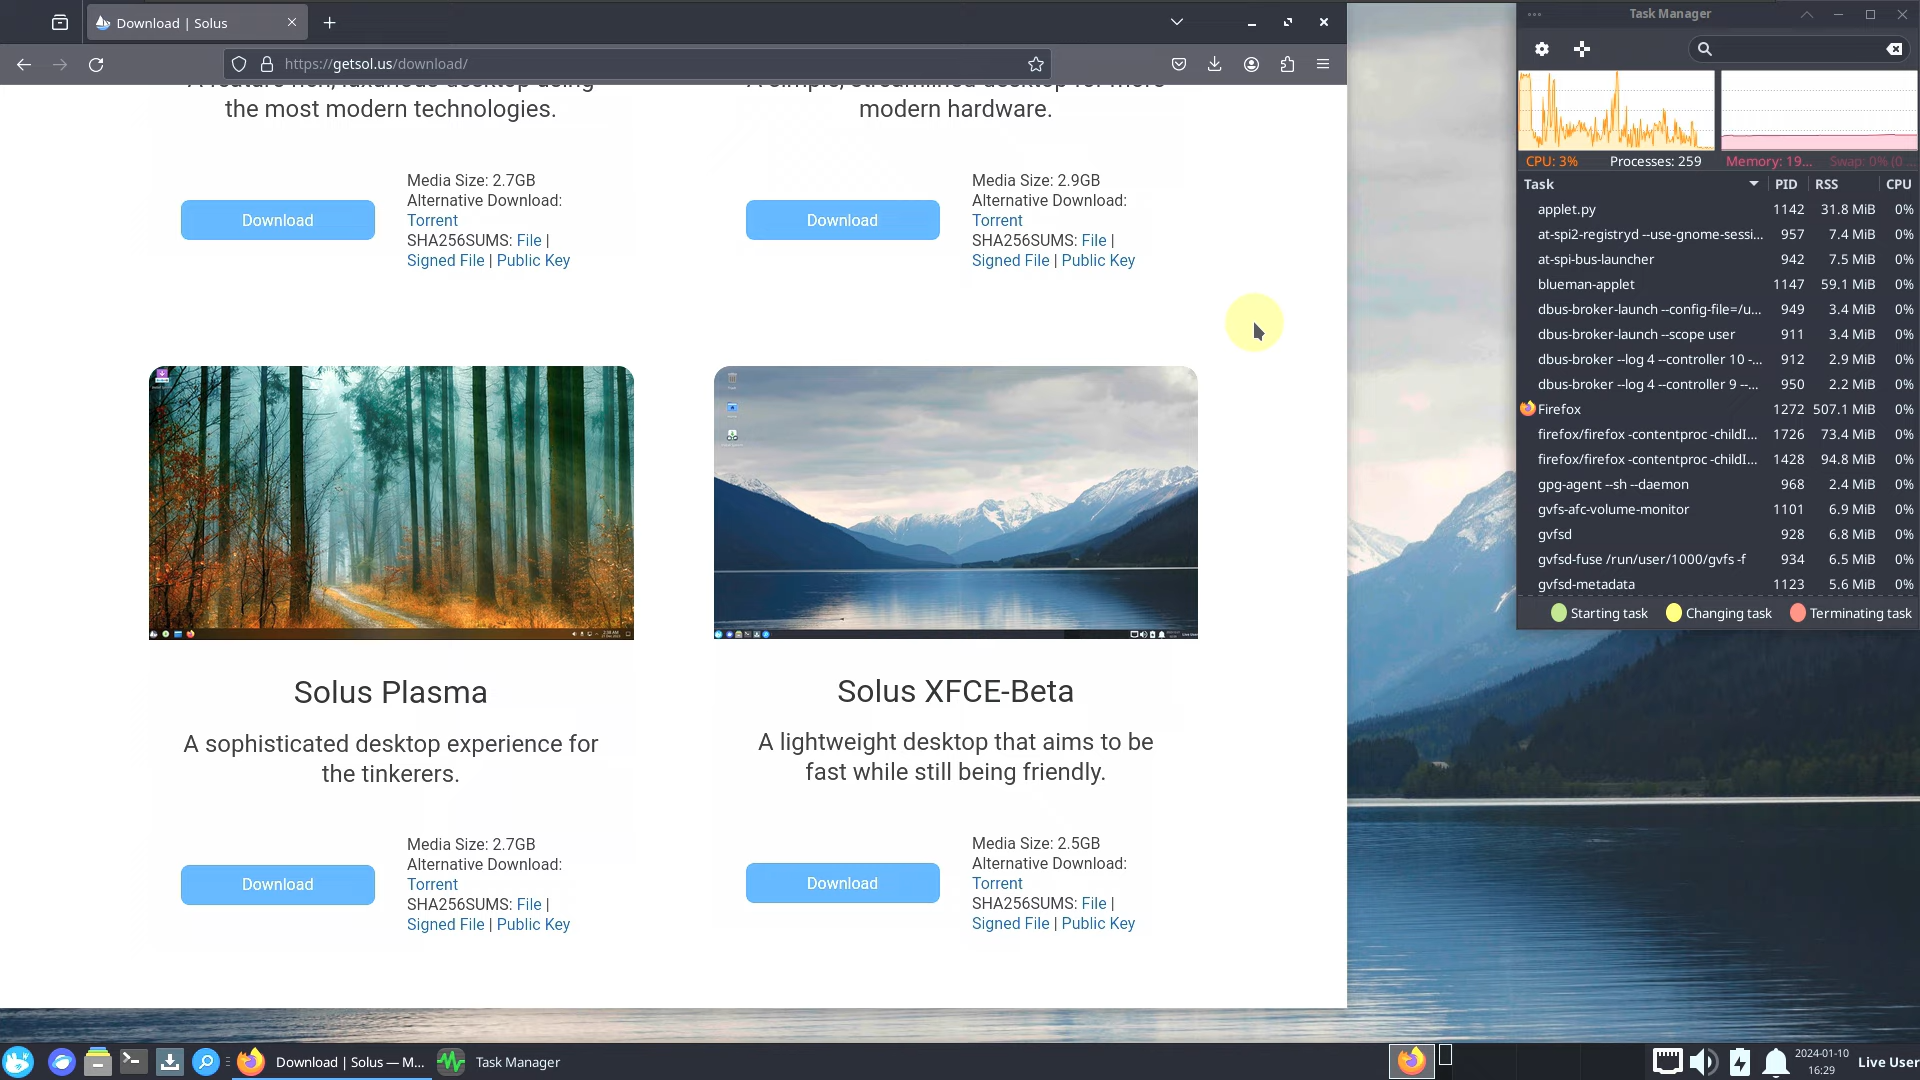 Download | Solus
https://getsol.us/download/
the most modern technologies.
modern hardware.
Download
Media Size: 2.7GB
Alternative Download:
Torrent
SHA256SUMS: File |
Signed File | Public Key
Download
Media Size: 2.9GB
Alternative Download:
Torrent
SHA256SUMS: File |
Signed File | Public Key
Solus Plasma
A sophisticated desktop experience for
the tinkerers.
Download
Media Size: 2.7GB
Alternative Download:
Torrent
SHA256SUMS: File |
Signed File | Public Key
Solus XFCE-Beta
A lightweight desktop that aims to be
fast while still being friendly.
Download
Media Size: 2.5GB
Alternative Download:
Torrent
SHA256SUMS: File |
Signed File | Public Key
Task Manager
CPU: 3% Processes: 259 Memory: 19... Swap: 0% (0 ...
Task PID RSS CPU
applet.py 1142 31.8 MiB 0%
at-spi2-registryd --use-gnome-sessi... 957 7.4 MiB 0%
at-spi-bus-launcher 942 7.5 MiB 0%
blueman-applet 1147 59.1 MiB 0%
dbus-broker-launch --config-file=/u... 949 3.4 MiB 0%
dbus-broker-launch --scope user 911 3.4 MiB 0%
dbus-broker --log 4 --controller 10 -... 912 2.9 MiB 0%
dbus-broker --log 4 --controller 9 --... 950 2.2 MiB 0%
Firefox 1272 507.1 MiB 0%
firefox/firefox -contentproc -childI... 1726 73.4 MiB 0%
firefox/firefox -contentproc -childI... 1428 94.8 MiB 0%
gpg-agent --sh --daemon 968 2.4 MiB 0%
gvfs-afc-volume-monitor 1101 6.9 MiB 0%
gvfsd 928 6.8 MiB 0%
gvfsd-fuse /run/user/1000/gvfs -f 934 6.5 MiB 0%
gvfsd-metadata 1123 5.6 MiB 0%
Starting task Changing task Terminating task
Download | Solus — M... Task Manager
2024-01-10
16:29
Live User